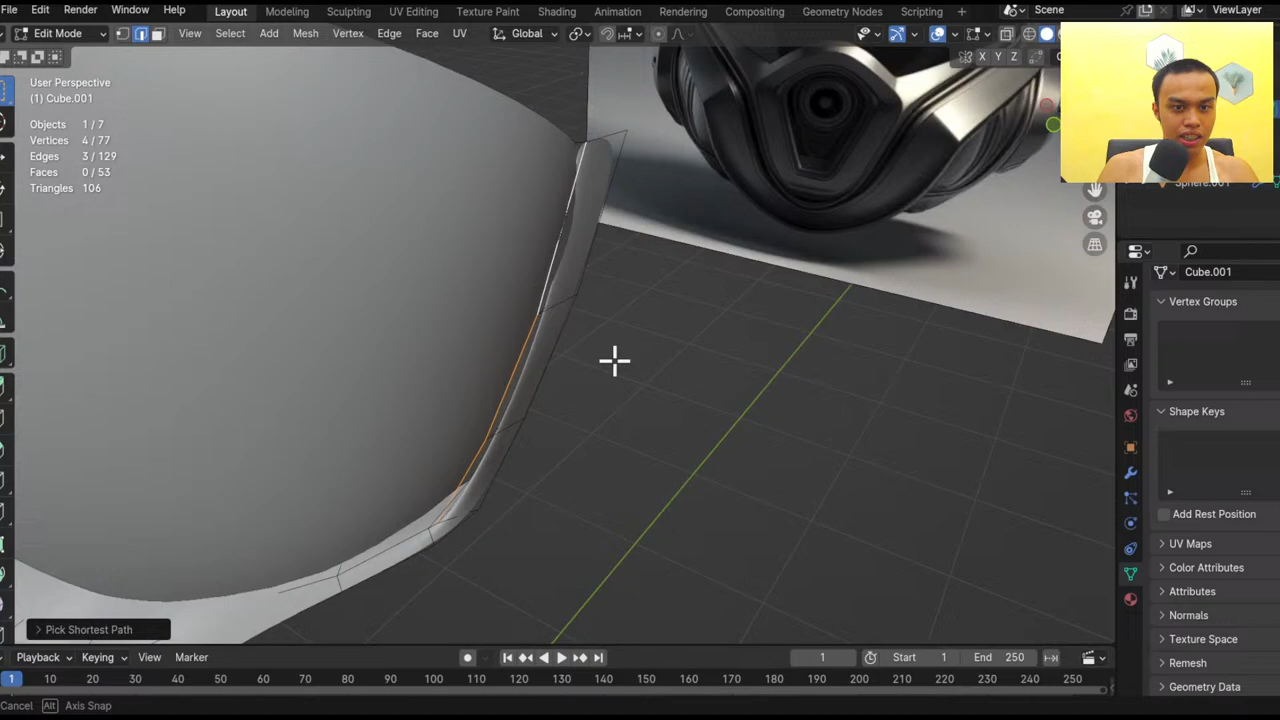 File Edit Render Window Help Layout Modeling Sculpting UV Editing Texture Paint Shading Animation Rendering Compositing Geometry Nodes Scripting + Scene ViewLayer
Edit Mode View Select Add Mesh Vertex Edge Face UV Global
X Y Z
User Perspective
(1) Cube.001
Objects 1 / 7
Vertices 4 / 77
Edges 3 / 129
Faces 0 / 53
Triangles 106
Sphere.001
Cube.001
Vertex Groups
Shape Keys
Add Rest Position
UV Maps
Color Attributes
Attributes
Normals
Texture Space
Remesh
Geometry Data
Pick Shortest Path
Playback Keying View Marker 1 Start 1 End 250
1 10 20 30 40 50 60 70 80 90 100 110 120 130 140 150 160 170 180 190 200 210 220 230 240 250
Cancel Alt Axis Snap